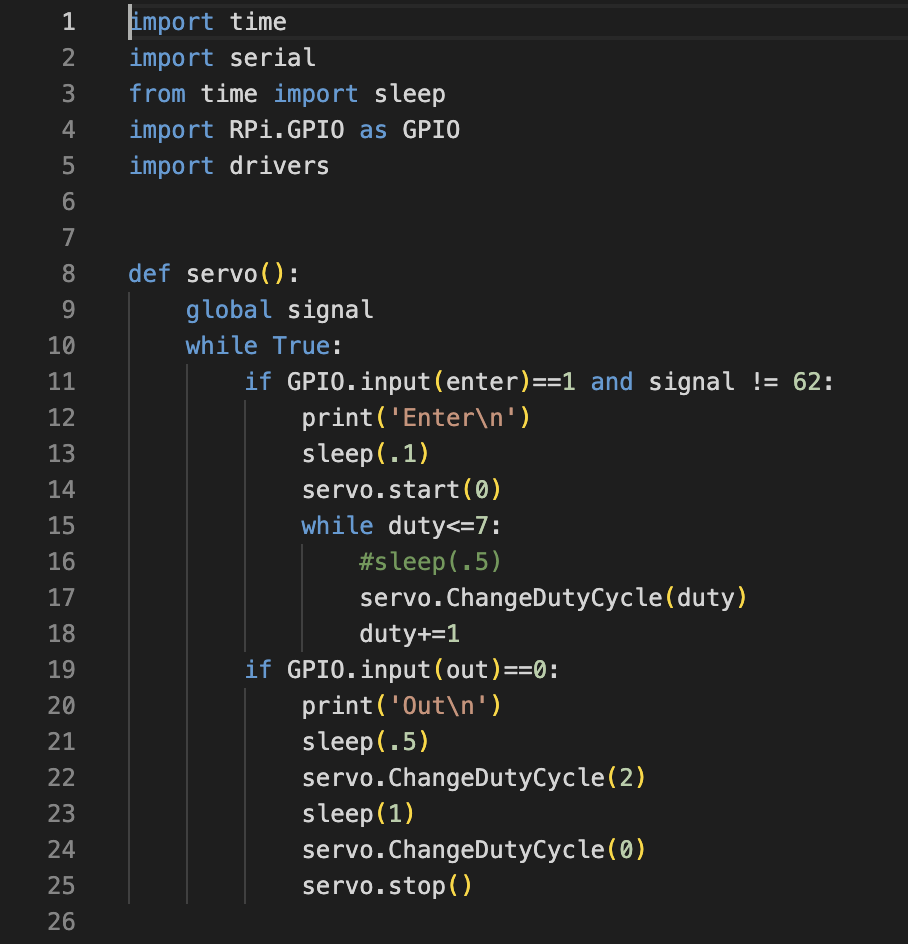 1 import time
2 import serial
3 from time import sleep
4 import RPi.GPIO as GPIO
5 import drivers
6
7
8 def servo():
9     global signal
10     while True:
11         if GPIO.input(enter)==1 and signal != 62:
12             print('Enter\n')
13             sleep(.1)
14             servo.start(0)
15             while duty<=7:
16                 #sleep(.5)
17                 servo.ChangeDutyCycle(duty)
18                 duty+=1
19         if GPIO.input(out)==0:
20             print('Out\n')
21             sleep(.5)
22             servo.ChangeDutyCycle(2)
23             sleep(1)
24             servo.ChangeDutyCycle(0)
25             servo.stop()
26